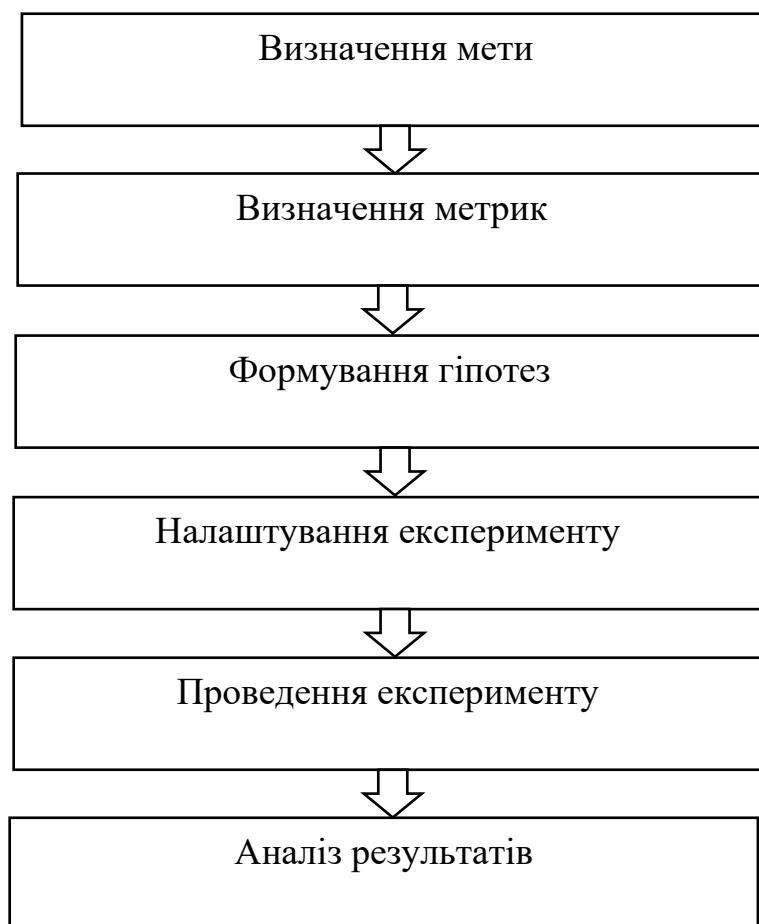 Визначення мети
Визначення метрик
Формування гіпотез
Налаштування експерименту
Проведення експерименту
Аналіз результатів